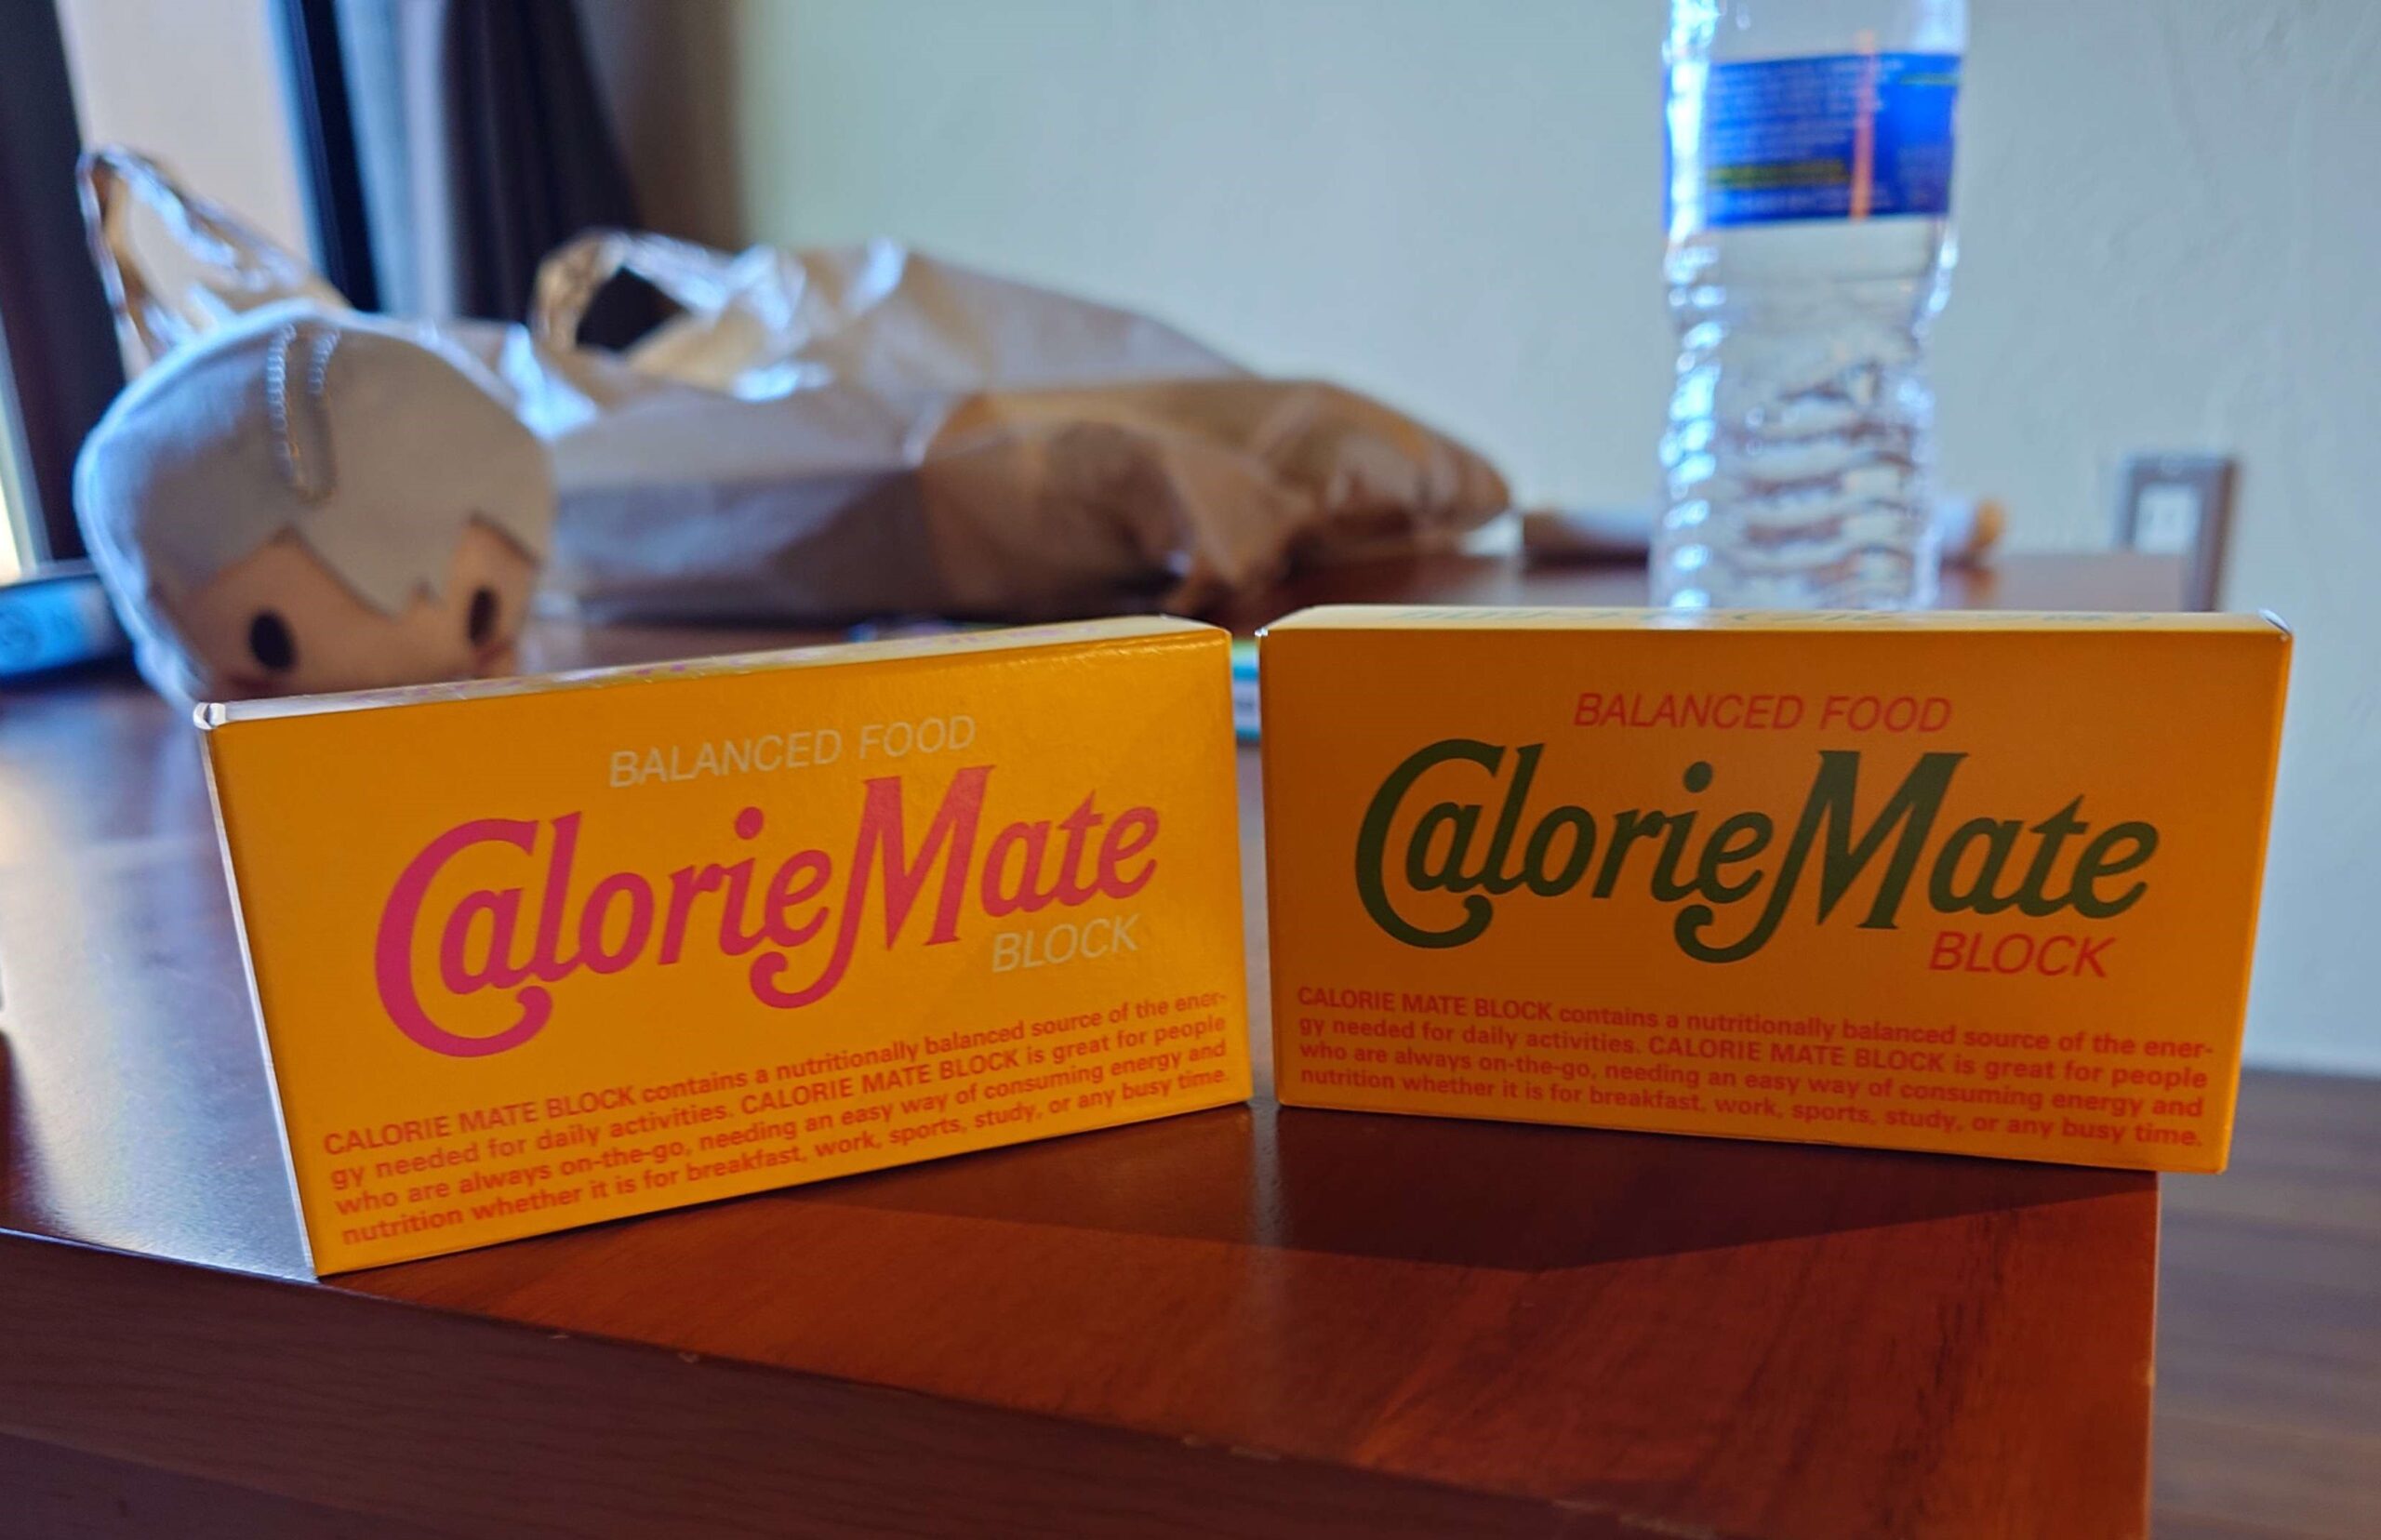 BALANCED FOOD
CalorieMate
BLOCK
CALORIE MATE BLOCK contains a nutritionally balanced source of the ener-
gy needed for daily activities. CALORIE MATE BLOCK is great for people
who are always on-the-go, needing an easy way of consuming energy and
nutrition whether it is for breakfast, work, sports, study, or any busy time.
BALANCED FOOD
CalorieMate
BLOCK
CALORIE MATE BLOCK contains a nutritionally balanced source of the ener-
gy needed for daily activities. CALORIE MATE BLOCK is great for people
who are always on-the-go, needing an easy way of consuming energy and
nutrition whether it is for breakfast, work, sports, study, or any busy time.